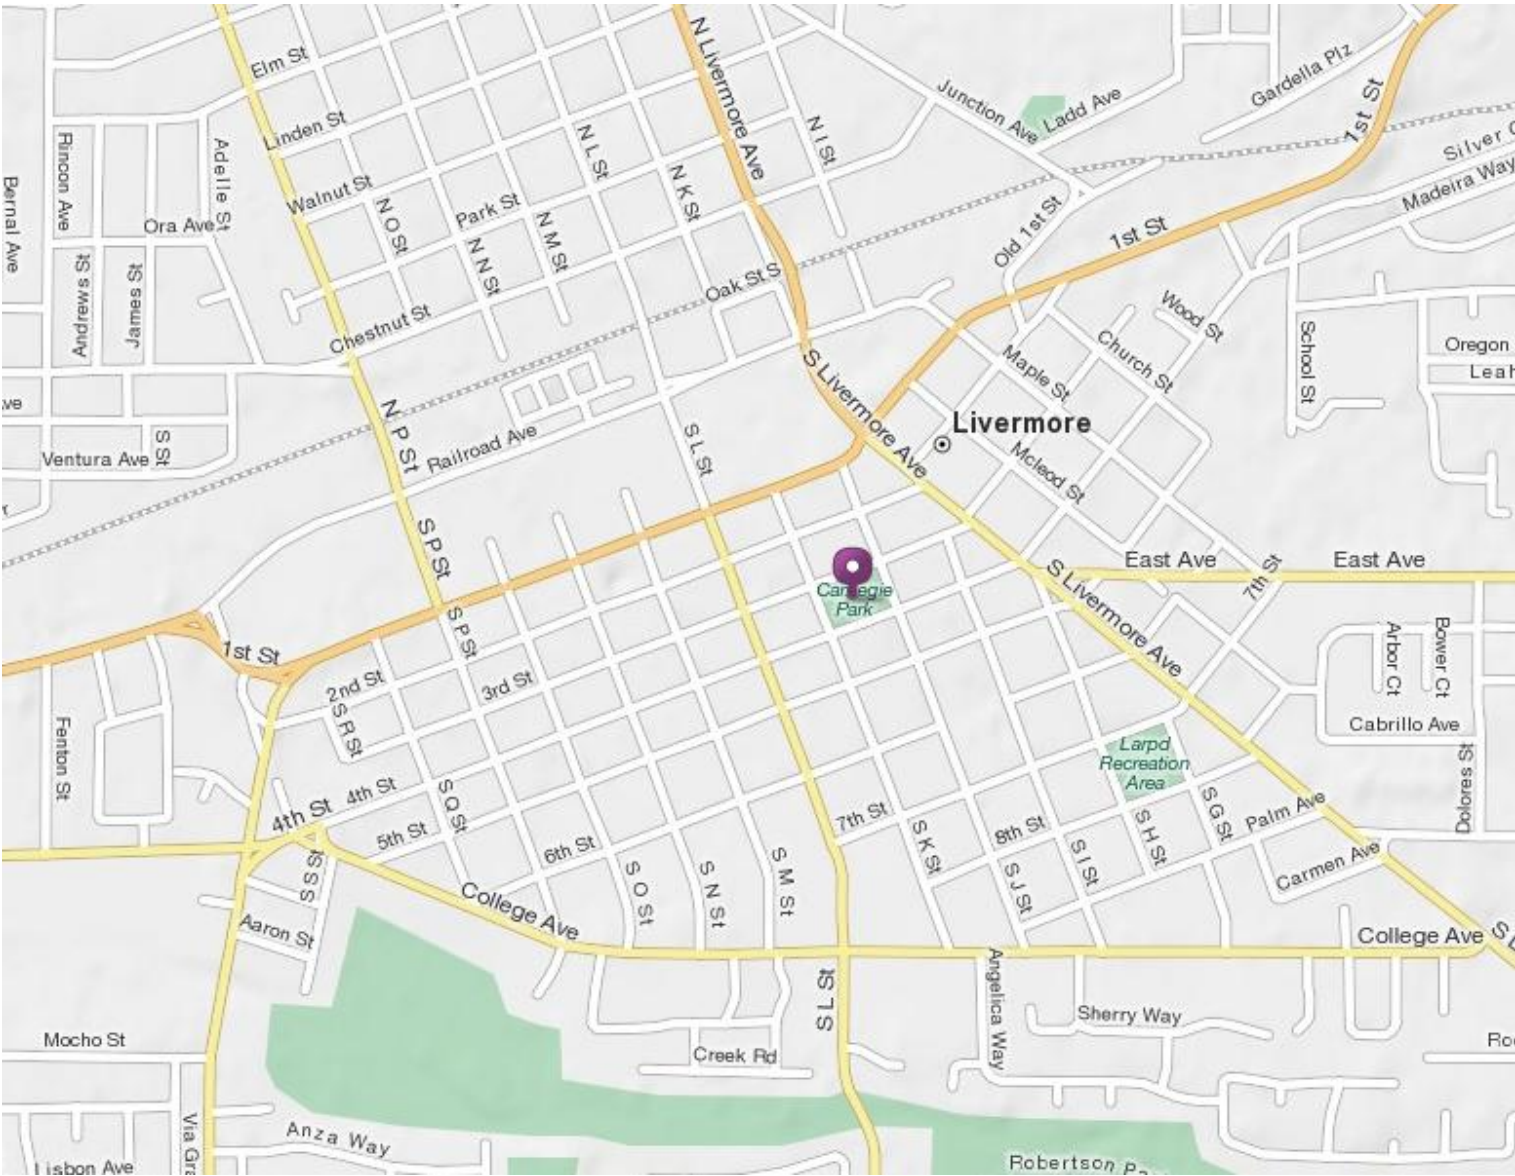 Elm St
N Livermore Ave
Gardella Plz
1st St
Junction Ave
Ladd Ave
Linden St
N I St
N L St
Rincon Ave
Adelle St
Silver
Madeira Way
Bernal Ave
Walnut St
N K St
Park St
N O St
N M St
Ora Ave
Old 1st St
1st St
N N St
Andrews St
James St
Oak St S
Wood St
Chestnut St
School St
Church St
Maple St
Oregon
Leah
S Livermore Ave
N P St
Livermore
S L St
S St
Ventura Ave
Railroad Ave
Mcleod St
S P St
East Ave
East Ave
7th St
Carnegie
Park
S Livermore Ave
S P St
1st St
Arbor Ct
Bower Ct
2nd St
3rd St
S R St
Cabrillo Ave
Fenton St
Larpd
Recreation
Area
Dolores St
4th St
4th St
S Q St
5th St
6th St
7th St
8th St
S K St
S J St
S I St
S H St
S G St
Palm Ave
Carmen Ave
S S St
S O St
S N St
S M St
College Ave
Aaron St
College Ave
S L St
Angelica Way
Sherry Way
Mocho St
Creek Rd
Via Gra
Anza Way
Lisbon Ave
Robertson Pa